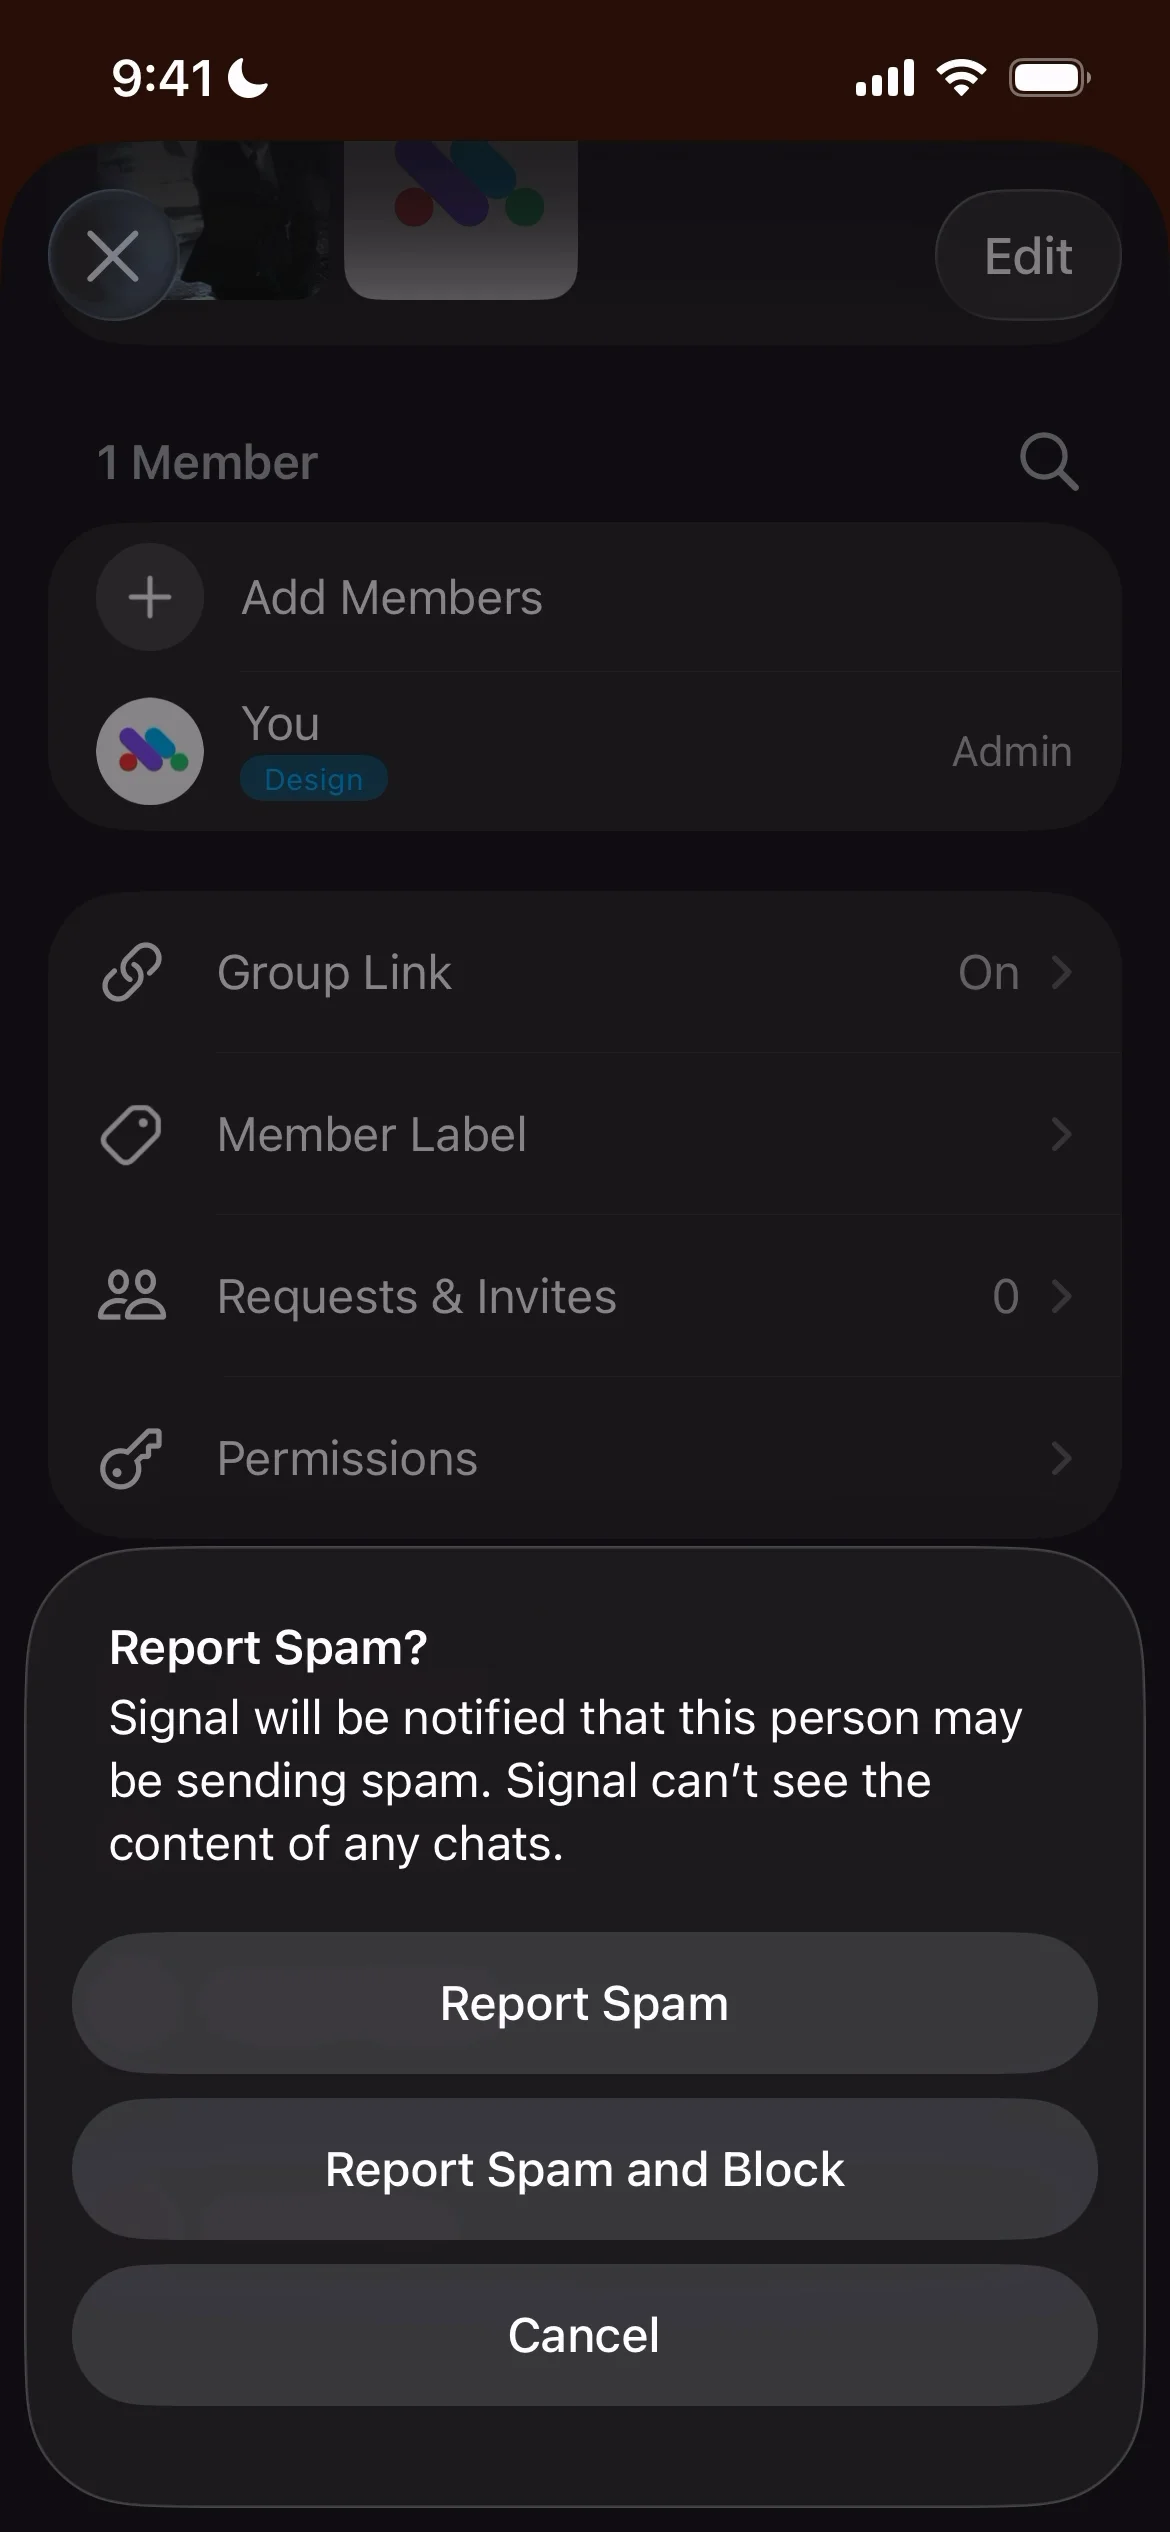 9:41
Edit
1 Member
Add Members
You
Design
Admin
Group Link
On
Member Label
Requests & Invites
0
Permissions
Report Spam?
Signal will be notified that this person may
be sending spam. Signal can’t see the
content of any chats.
Report Spam
Report Spam and Block
Cancel